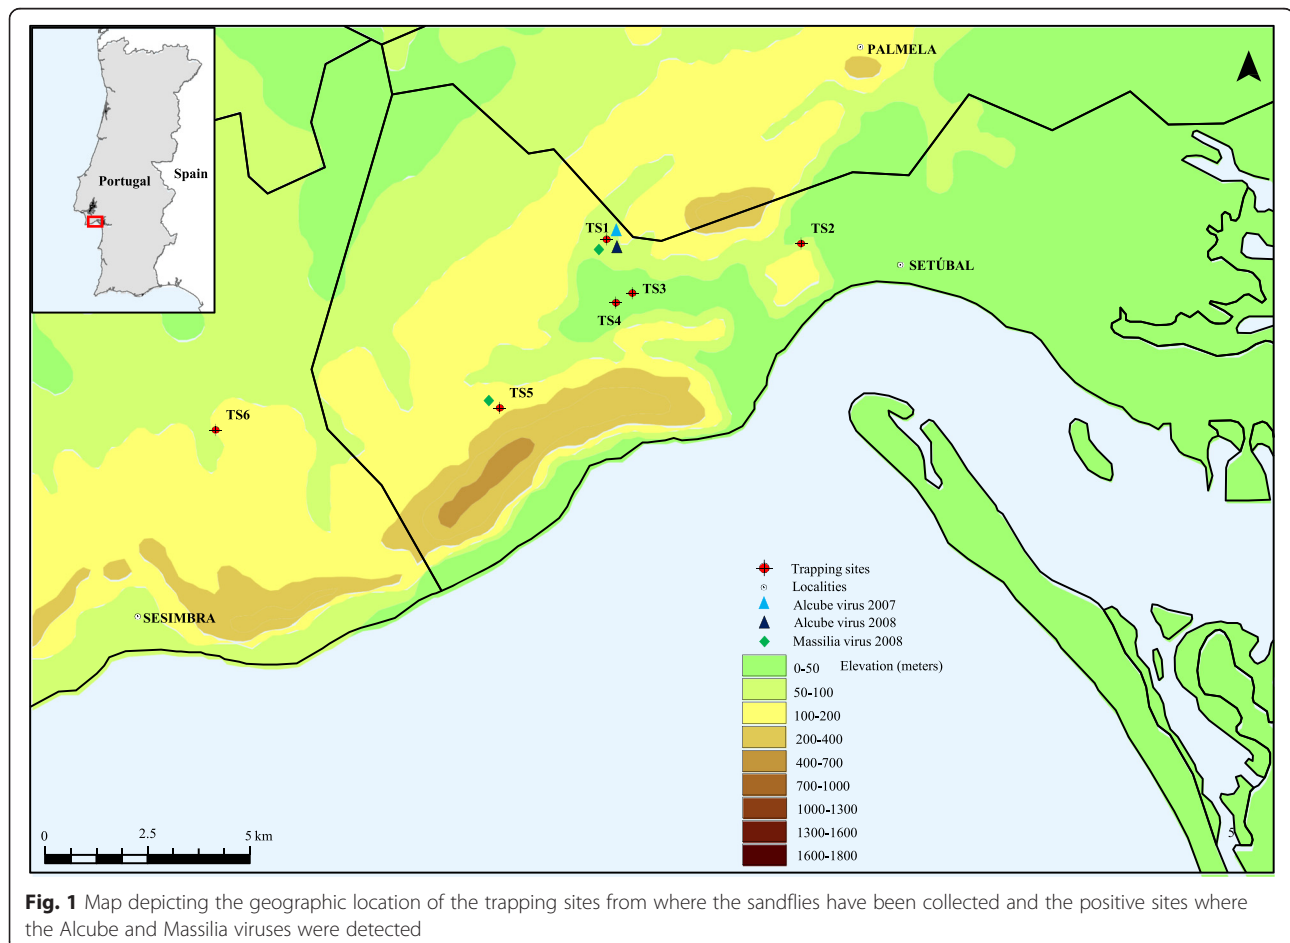 PALMELA
Portugal
Spain
TS1
TS2
SETÚBAL
TS3
TS4
TS5
TS6
SESIMBRA
Trapping sites
Localities
Alcube virus 2007
Alcube virus 2008
Massilia virus 2008
0-50 Elevation (meters)
50-100
100-200
200-400
400-700
700-1000
1000-1300
1300-1600
1600-1800
0 2.5 5 km
5
Fig. 1 Map depicting the geographic location of the trapping sites from where the sandflies have been collected and the positive sites where
the Alcube and Massilia viruses were detected